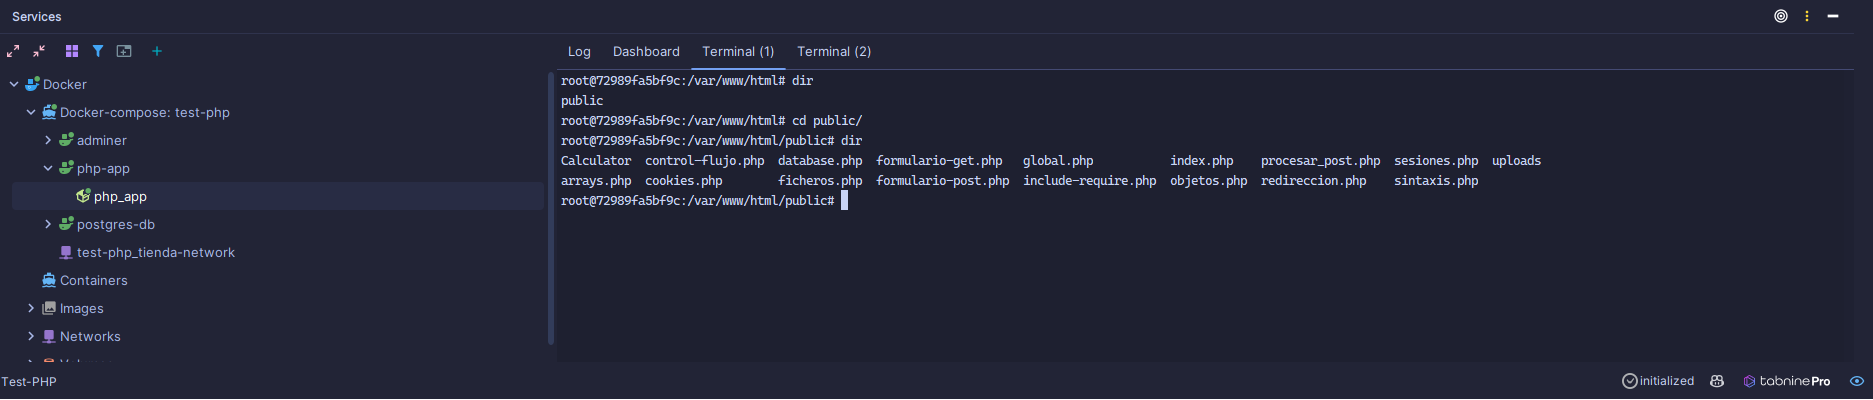 Services
Log Dashboard Terminal (1) Terminal (2)
Docker
Docker-compose: test-php
adminer
php-app
php_app
postgres-db
test-php_tienda-network
Containers
Images
Networks
root@72989fa5bf9c:/var/www/html# dir
public
root@72989fa5bf9c:/var/www/html# cd public/
root@72989fa5bf9c:/var/www/html/public# dir
Calculator control-flujo.php database.php formulario-get.php global.php index.php procesar_post.php sesiones.php uploads
arrays.php cookies.php ficheros.php formulario-post.php include-require.php objetos.php redireccion.php sintaxis.php
root@72989fa5bf9c:/var/www/html/public#
Test-PHP
initialized
tabnine Pro